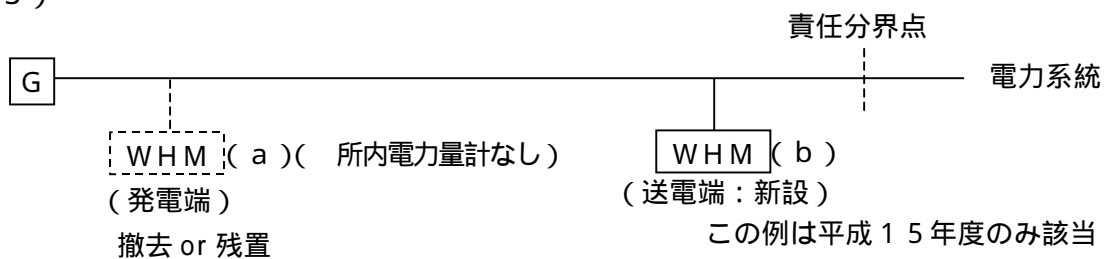 責任分界点
G
電力系統
WHM(a)( 所内電力量計なし)
WHM(b)
(発電端)
(送電端:新設)
撤去 or 残置
この例は平成15年度のみ該当